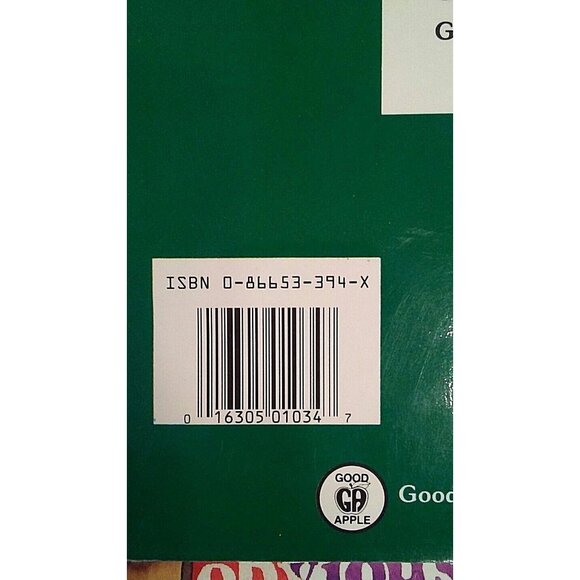 G
ISBN 0-86653-394-X
0 16305 01034 7
GOOD
GA
APPLE
Good